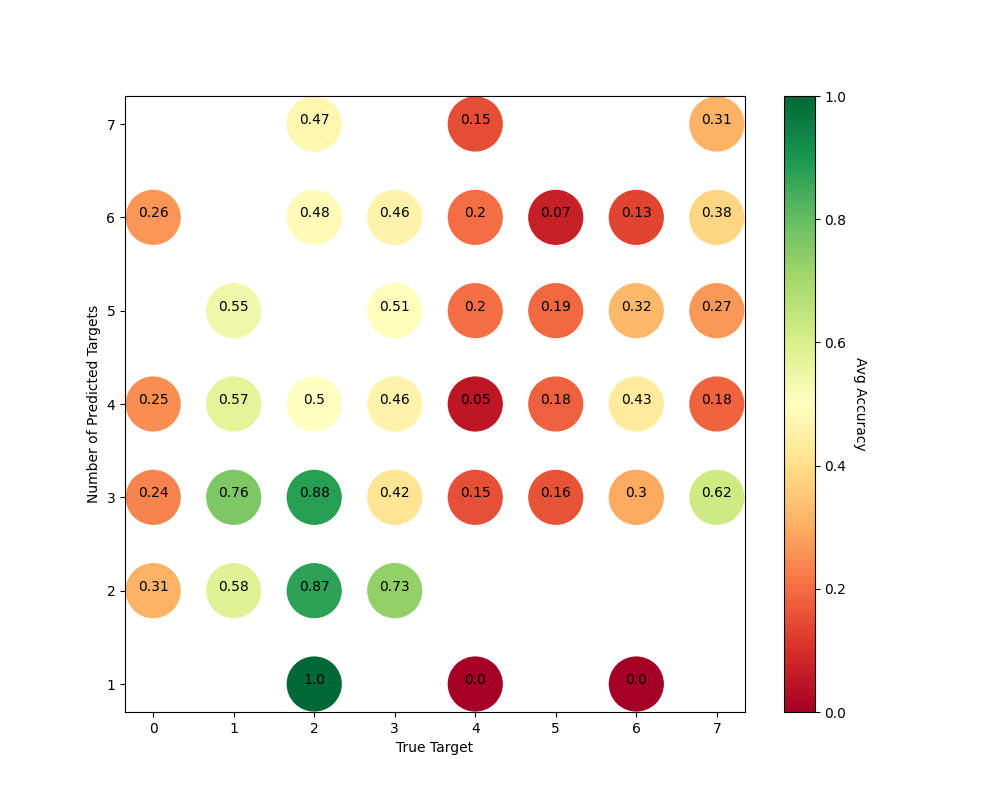 7 0.47 0.15 0.31
6 0.26 0.48 0.46 0.2 0.07 0.13 0.38
5 0.55 0.51 0.2 0.19 0.32 0.27
4 0.25 0.57 0.5 0.46 0.05 0.18 0.43 0.18
3 0.24 0.76 0.88 0.42 0.15 0.16 0.3 0.62
2 0.31 0.58 0.87 0.73
1 1.0 0.0 0.0
0 1 2 3 4 5 6 7
True Target
Number of Predicted Targets
1.0
0.8
0.6
0.4
0.2
0.0
Avg Accuracy